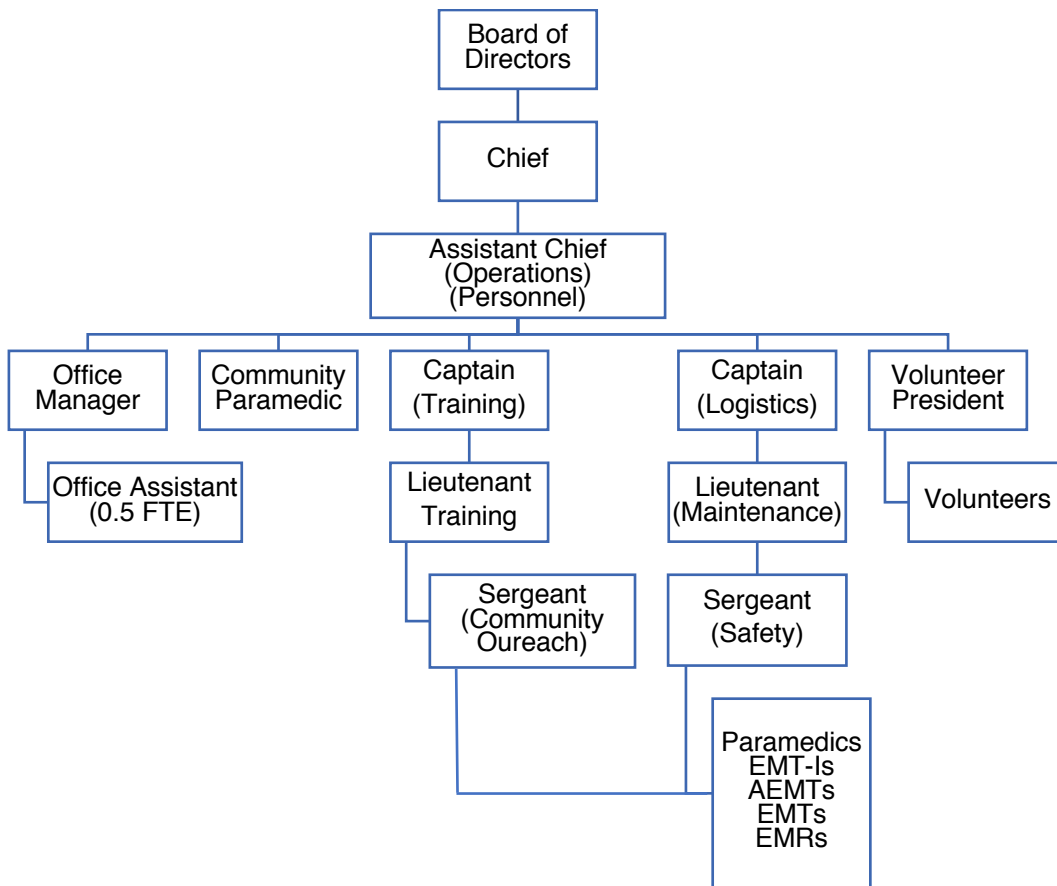 Board of
Directors
Chief
Assistant Chief
(Operations)
(Personnel)
Office
Manager
Community
Paramedic
Captain
(Training)
Captain
(Logistics)
Volunteer
President
Office Assistant
(0.5 FTE)
Lieutenant
Training
Lieutenant
(Maintenance)
Volunteers
Sergeant
(Community
Oureach)
Sergeant
(Safety)
Paramedics
EMT-Is
AEMTs
EMTs
EMRs